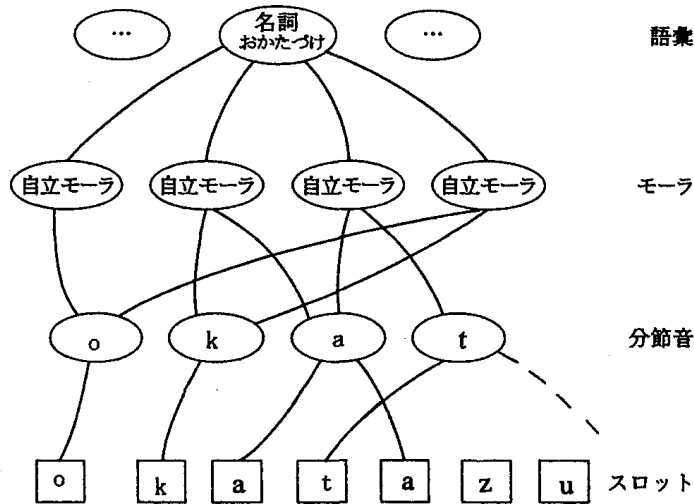 … 名詞 … 語彙
おかたづけ
自立モーラ 自立モーラ 自立モーラ 自立モーラ モーラ
o k a t 分節音
o k a t a z u スロット